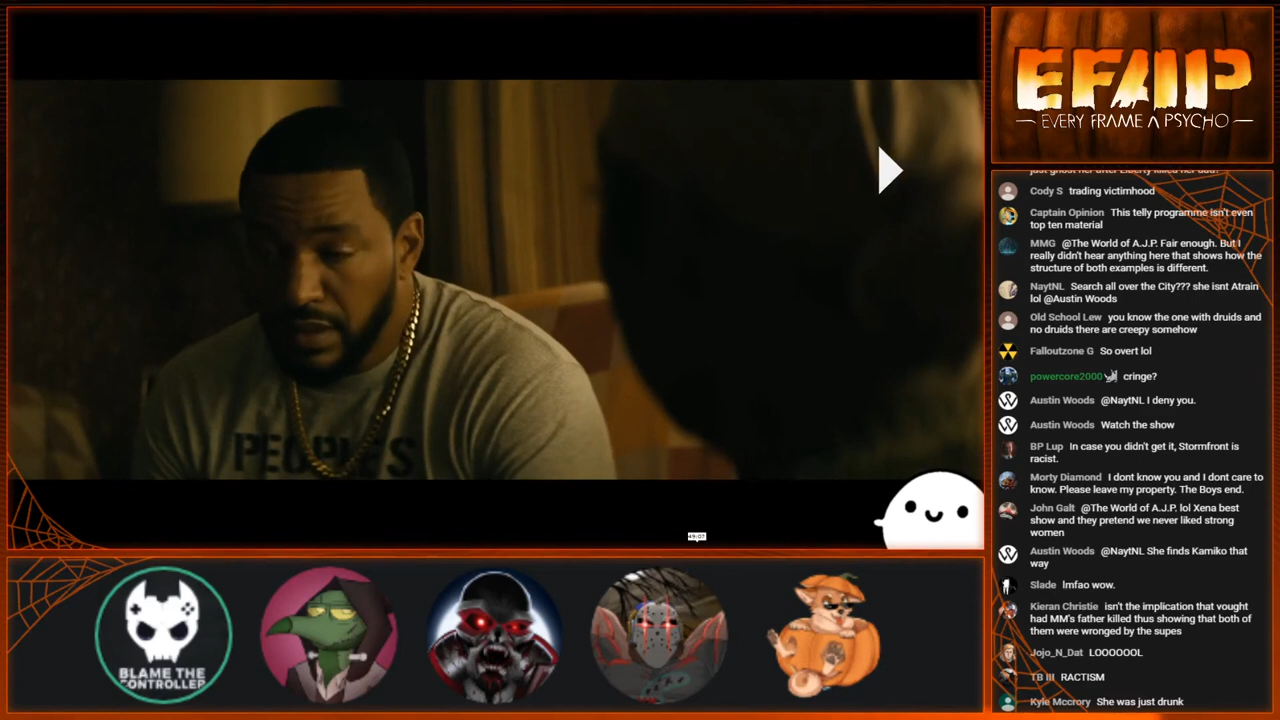 EFAP
EVERY FRAME A PSYCHO
Cody S trading victimhood
Captain Opinion This telly programme isn't even
top ten material
MMG @The World of A.J.P. Fair enough. But I
really didn't hear anything here that shows how the
structure of both examples is different.
NaytNL Search all over the City??? she isnt Atrain
lol @Austin Woods
Old School Lew you know the one with druids and
no druids there are creepy somehow
Falloutzone G So overt lol
powercore2000 cringe?
Austin Woods @NaytNL I deny you.
Austin Woods Watch the show
BP Lup In case you didn't get it, Stormfront is
racist.
Morty Diamond I dont know you and I dont care to
know. Please leave my property. The Boys end.
John Galt @The World of A.J.P. lol Xena best
show and they pretend we never liked strong
women
Austin Woods @NaytNL She finds Kamiko that
way
Slade lmfao wow.
Kieran Christie isn't the implication that vought
had MM's father killed thus showing that both of
them were wronged by the supes
Jojo_N_Dat LOOOOOL
TB III RACTISM
Kyle Mccrory She was just drunk
PEOPLES
49:07
BLAME THE
CONTROLLER